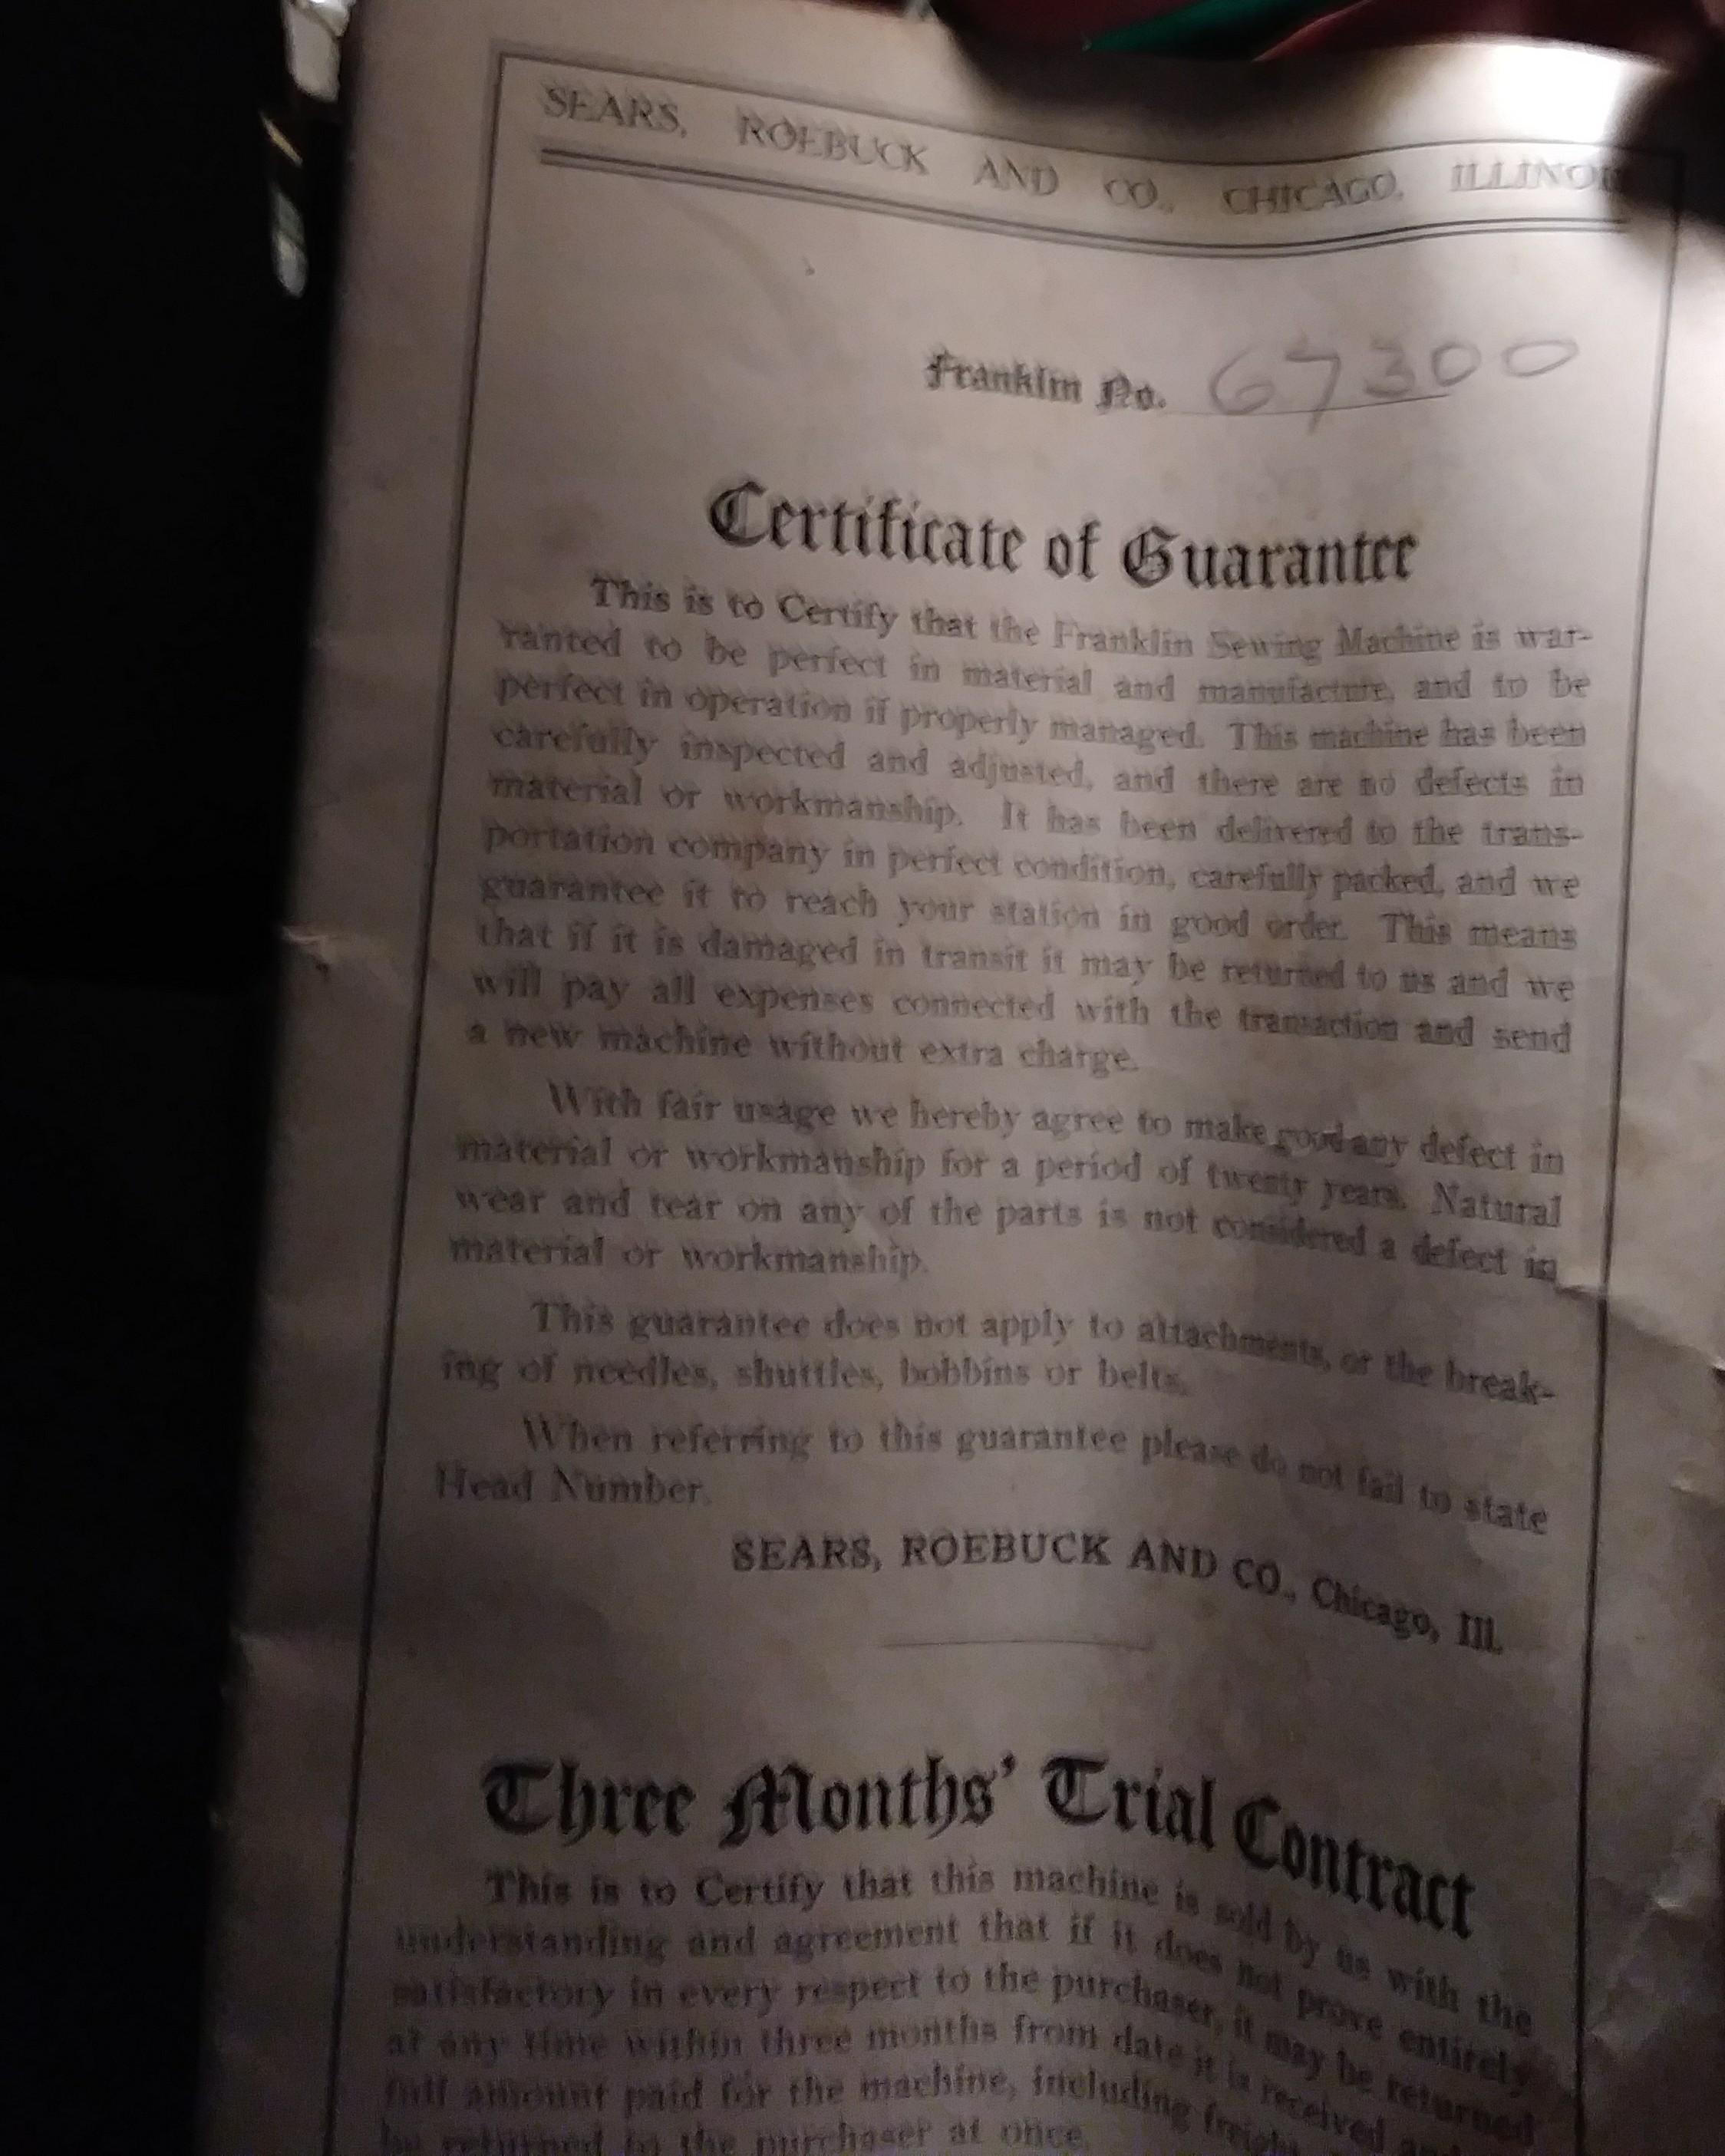 SEARS, ROEBUCK AND CO., CHICAGO,
Franklin No. 67300
Certificate of Guarantee
This is to Certify that the Franklin Sewing Machine is war-
ranted to be perfect in material and manufacture, and to be
perfect in operation if properly managed. This machine has been
carefully inspected and adjusted, and there are no defects in
material or workmanship. It has been delivered to the trans-
portation company in perfect condition, carefully packed, and we
guarantee it to reach your station in good order. This means
that if it is damaged in transit it may be returned to us and we
will pay all expenses connected with the transaction and send
a new machine without extra charge.
With fair usage we hereby agree to make good any defect in
material or workmanship for a period of twenty years. Natural
wear and tear on any of the parts is not considered a defect in
material or workmanship.
This guarantee does not apply to attachments, or the break-
ing of needles, shuttles, bobbins or belts.
When referring to this guarantee please do not fail to state
Head Number.
SEARS, ROEBUCK AND CO., Chicago, Ill.
Three Months' Trial Contract
This is to Certify that this machine is sold by us with the
understanding and agreement that if it does not prove entirely
satisfactory in every respect to the purchaser, it may be returned
at any time within three months from date it is received and
full amount paid for the machine, including freight
be returned to the purchaser at once.